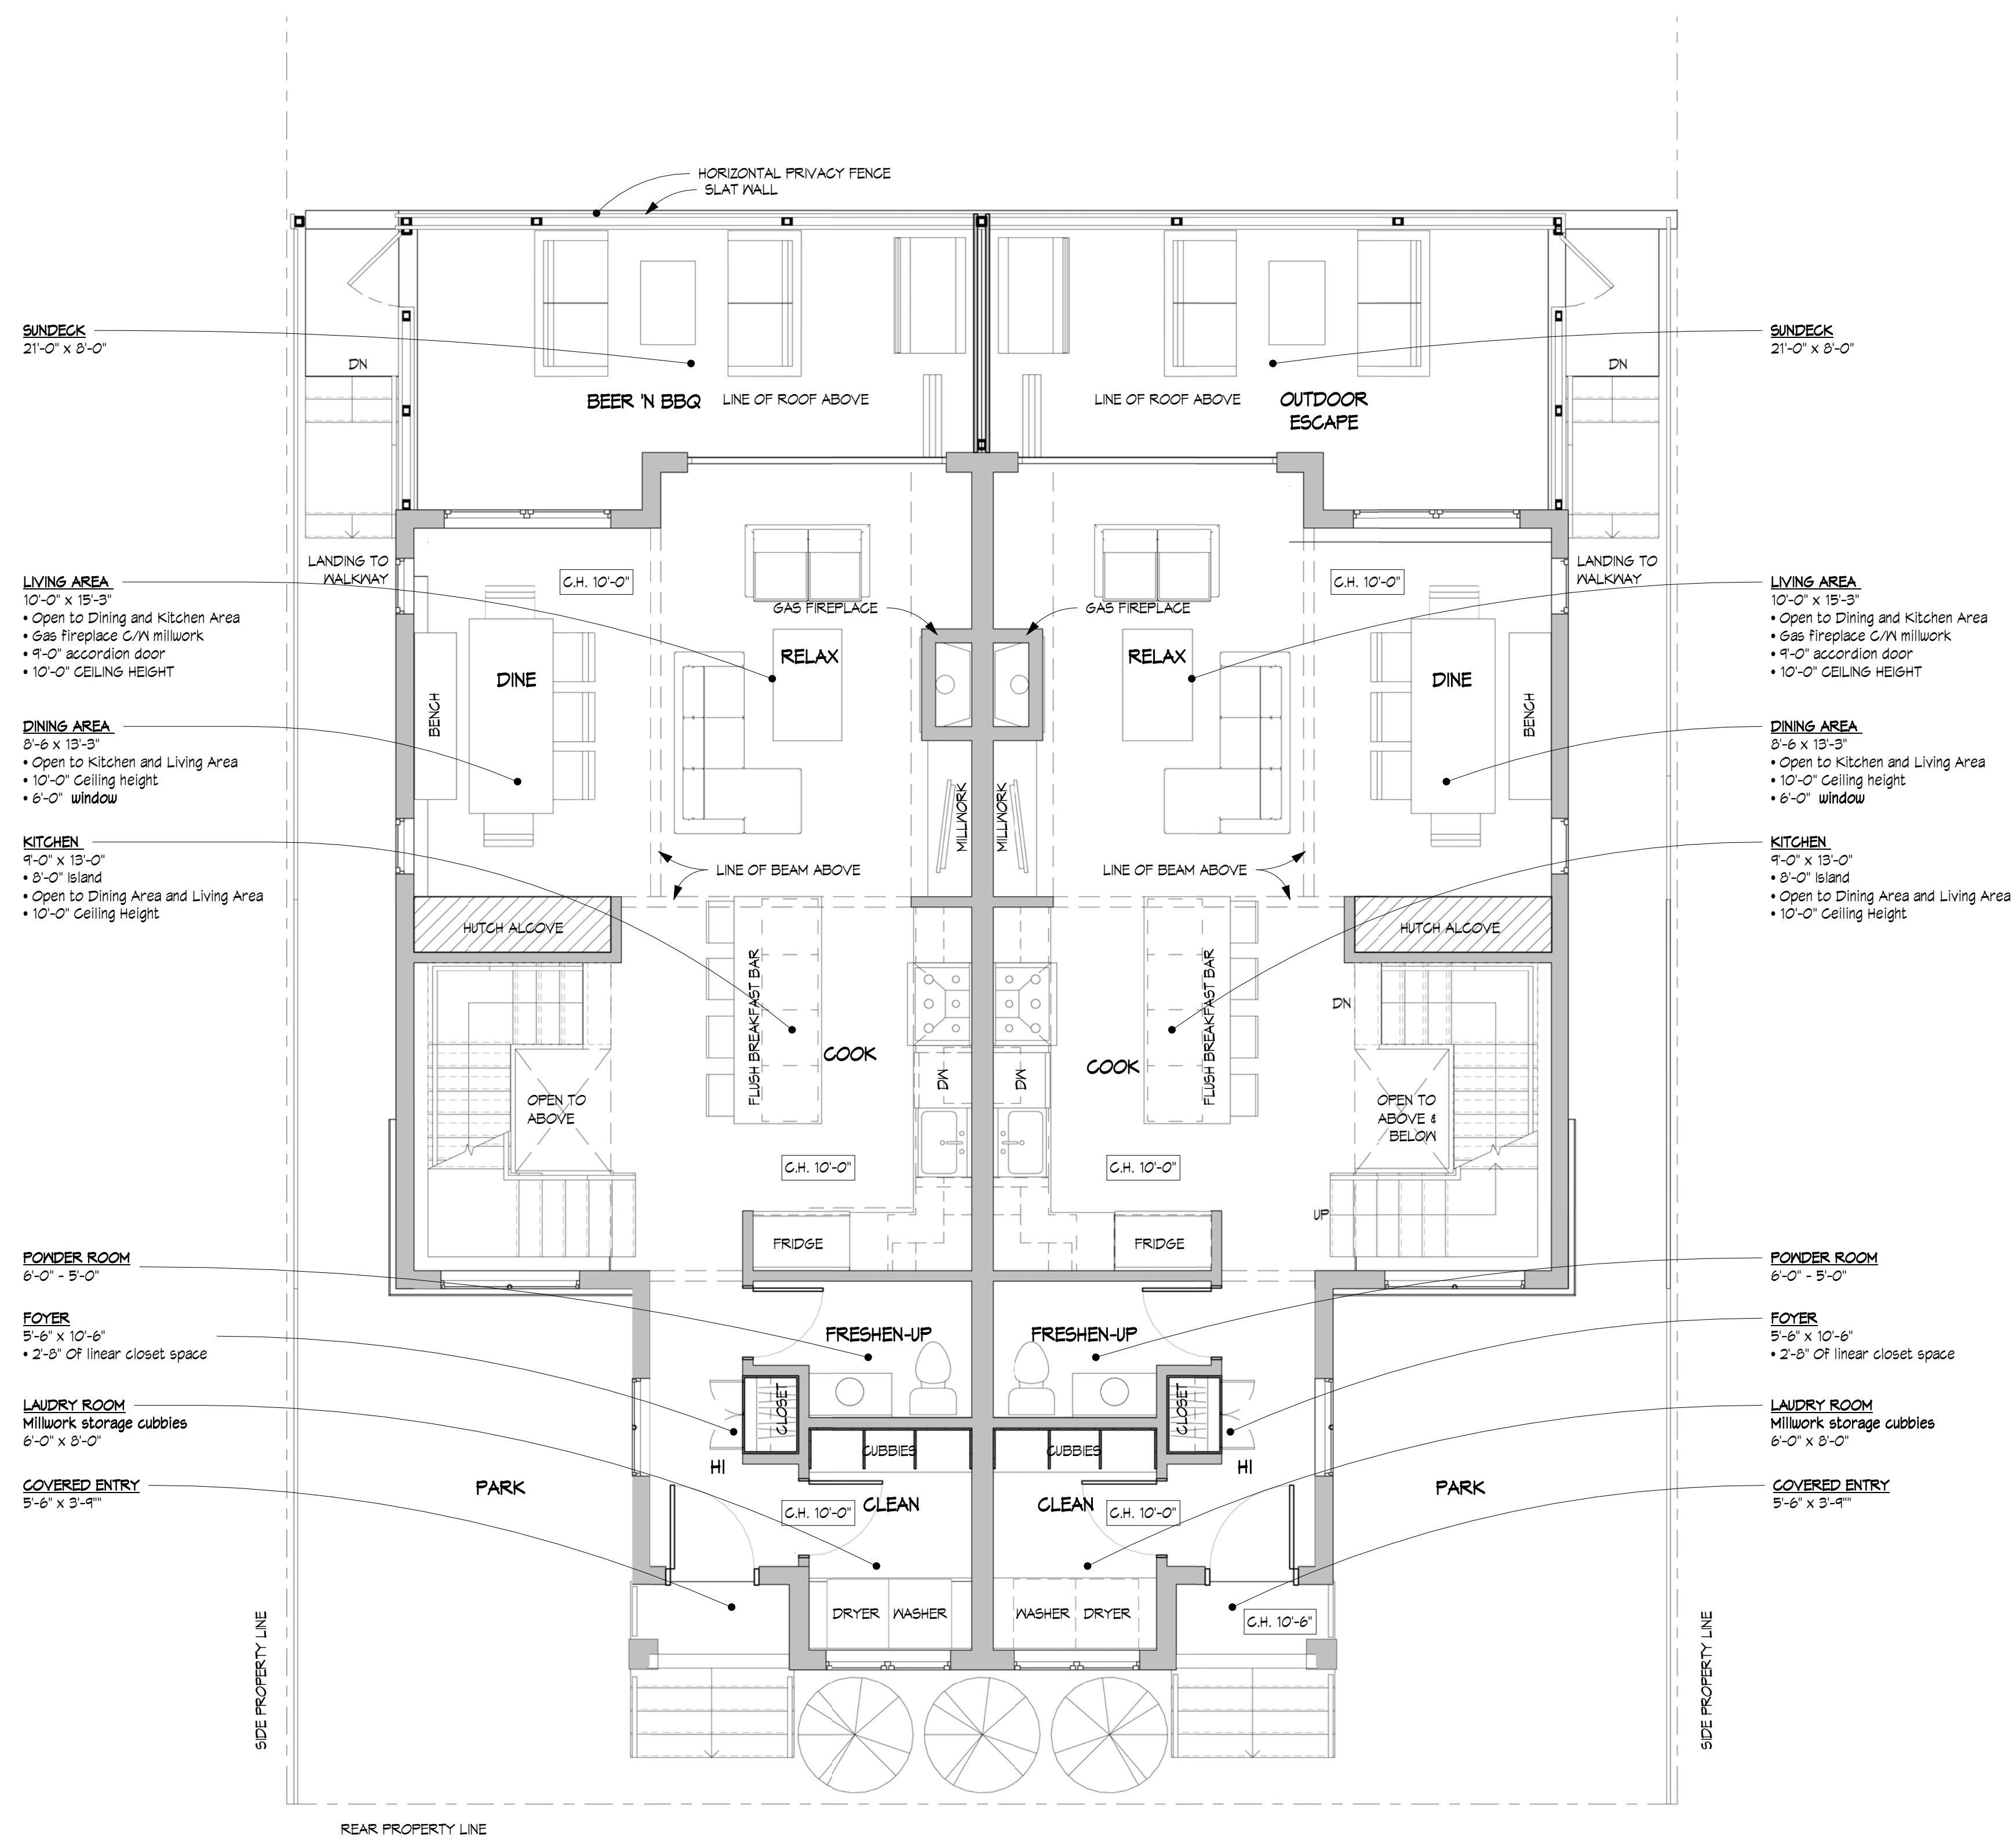 HORIZONTAL PRIVACY FENCE
SLAT WALL
SUNDECK
21'-0" x 8'-0"
DN
BEER 'N BBQ
LINE OF ROOF ABOVE
LINE OF ROOF ABOVE
OUTDOOR
ESCAPE
DN
SUNDECK
21'-0" x 8'-0"
LANDING TO
WALKWAY
C.H. 10'-0"
C.H. 10'-0"
LANDING TO
WALKWAY
LIVING AREA
10'-0" x 15'-3"
• Open to Dining and Kitchen Area
• Gas fireplace C/W millwork
• 9'-0" accordion door
• 10'-0" CEILING HEIGHT
GAS FIREPLACE
GAS FIREPLACE
LIVING AREA
10'-0" x 15'-3"
• Open to Dining and Kitchen Area
• Gas fireplace C/W millwork
• 9'-0" accordion door
• 10'-0" CEILING HEIGHT
RELAX
RELAX
DINE
DINE
BENCH
BENCH
DINING AREA
8'-6 x 13'-3"
• Open to Kitchen and Living Area
• 10'-0" Ceiling height
• 6'-0" window
MILLWORK
MILLWORK
DINING AREA
8'-6 x 13'-3"
• Open to Kitchen and Living Area
• 10'-0" Ceiling height
• 6'-0" window
KITCHEN
9'-0" x 13'-0"
• 8'-0" Island
• Open to Dining Area and Living Area
• 10'-0" Ceiling Height
LINE OF BEAM ABOVE
LINE OF BEAM ABOVE
KITCHEN
9'-0" x 13'-0"
• 8'-0" Island
• Open to Dining Area and Living Area
• 10'-0" Ceiling Height
HUTCH ALCOVE
HUTCH ALCOVE
FLUSH BREAKFAST BAR
FLUSH BREAKFAST BAR
DN
COOK
COOK
DW
DW
OPEN TO
ABOVE
OPEN TO
ABOVE &
BELOW
C.H. 10'-0"
C.H. 10'-0"
UP
FRIDGE
FRIDGE
POWDER ROOM
6'-0" - 5'-0"
POWDER ROOM
6'-0" - 5'-0"
FOYER
5'-6" x 10'-6"
• 2'-8" Of linear closet space
FRESHEN-UP
FRESHEN-UP
FOYER
5'-6" x 10'-6"
• 2'-8" Of linear closet space
CLOSET
CLOSET
LAUDRY ROOM
Millwork storage cubbies
6'-0" x 8'-0"
CUBBIES
CUBBIES
LAUDRY ROOM
Millwork storage cubbies
6'-0" x 8'-0"
HI
HI
PARK
PARK
COVERED ENTRY
5'-6" x 3'-9""
C.H. 10'-0"
CLEAN
CLEAN
C.H. 10'-0"
COVERED ENTRY
5'-6" x 3'-9""
DRYER
WASHER
WASHER
DRYER
C.H. 10'-6"
SIDE PROPERTY LINE
SIDE PROPERTY LINE
REAR PROPERTY LINE